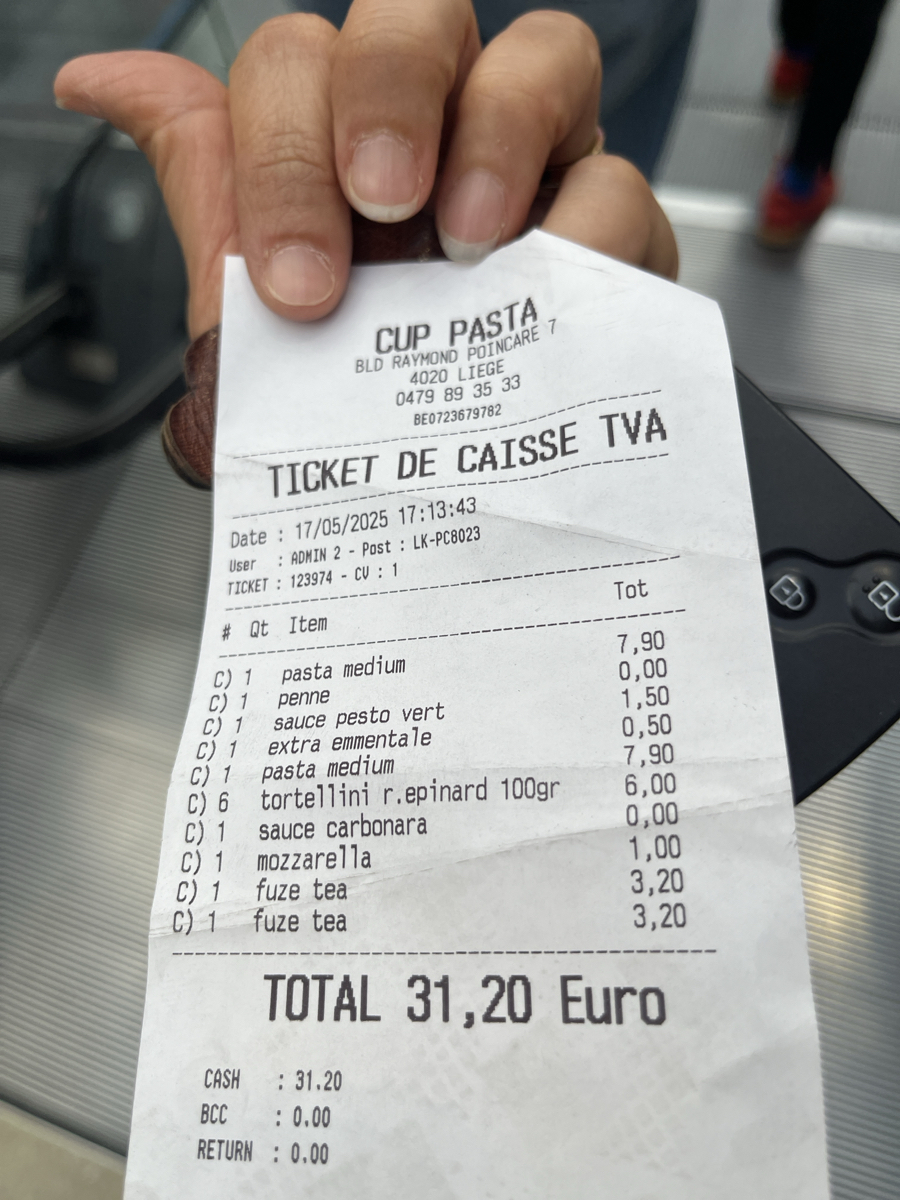 CUP PASTA
BLD RAYMOND POINCARE 7
4020 LIEGE
0479 89 35 33
BE0723679782
TICKET DE CAISSE TVA
Date : 17/05/2025 17:13:43
User : ADMIN 2 - Post : LK-PC8023
TICKET : 123974 - CV : 1
# Qt Item Tot
C) 1 pasta medium 7,90
C) 1 penne 0,00
C) 1 sauce pesto vert 1,50
C) 1 extra emmentale 0,50
C) 1 pasta medium 7,90
C) 6 tortellini r.epinard 100gr 6,00
C) 1 sauce carbonara 0,00
C) 1 mozzarella 1,00
C) 1 fuze tea 3,20
C) 1 fuze tea 3,20
TOTAL 31,20 Euro
CASH : 31.20
BCC : 0.00
RETURN : 0.00